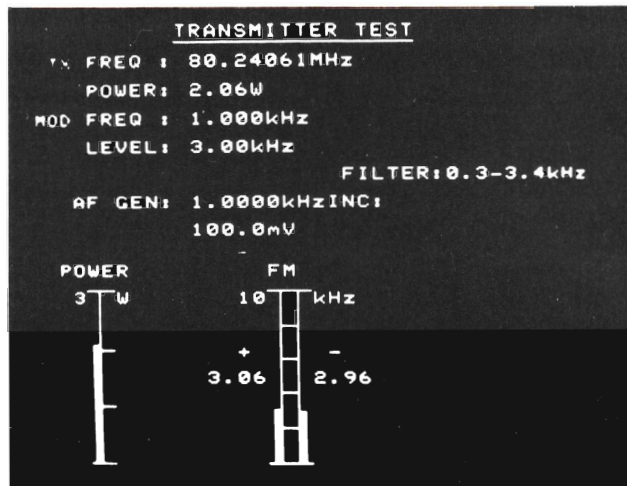 TRANSMITTER TEST
TX FREQ : 80.24061MHz
POWER: 2.06W
MOD FREQ : 1.000kHz
LEVEL: 3.00kHz
FILTER:0.3-3.4kHz
AF GEN: 1.0000kHzINC:
100.0mV
POWER FM
3 W 10 kHz
+ -
3.06 2.96